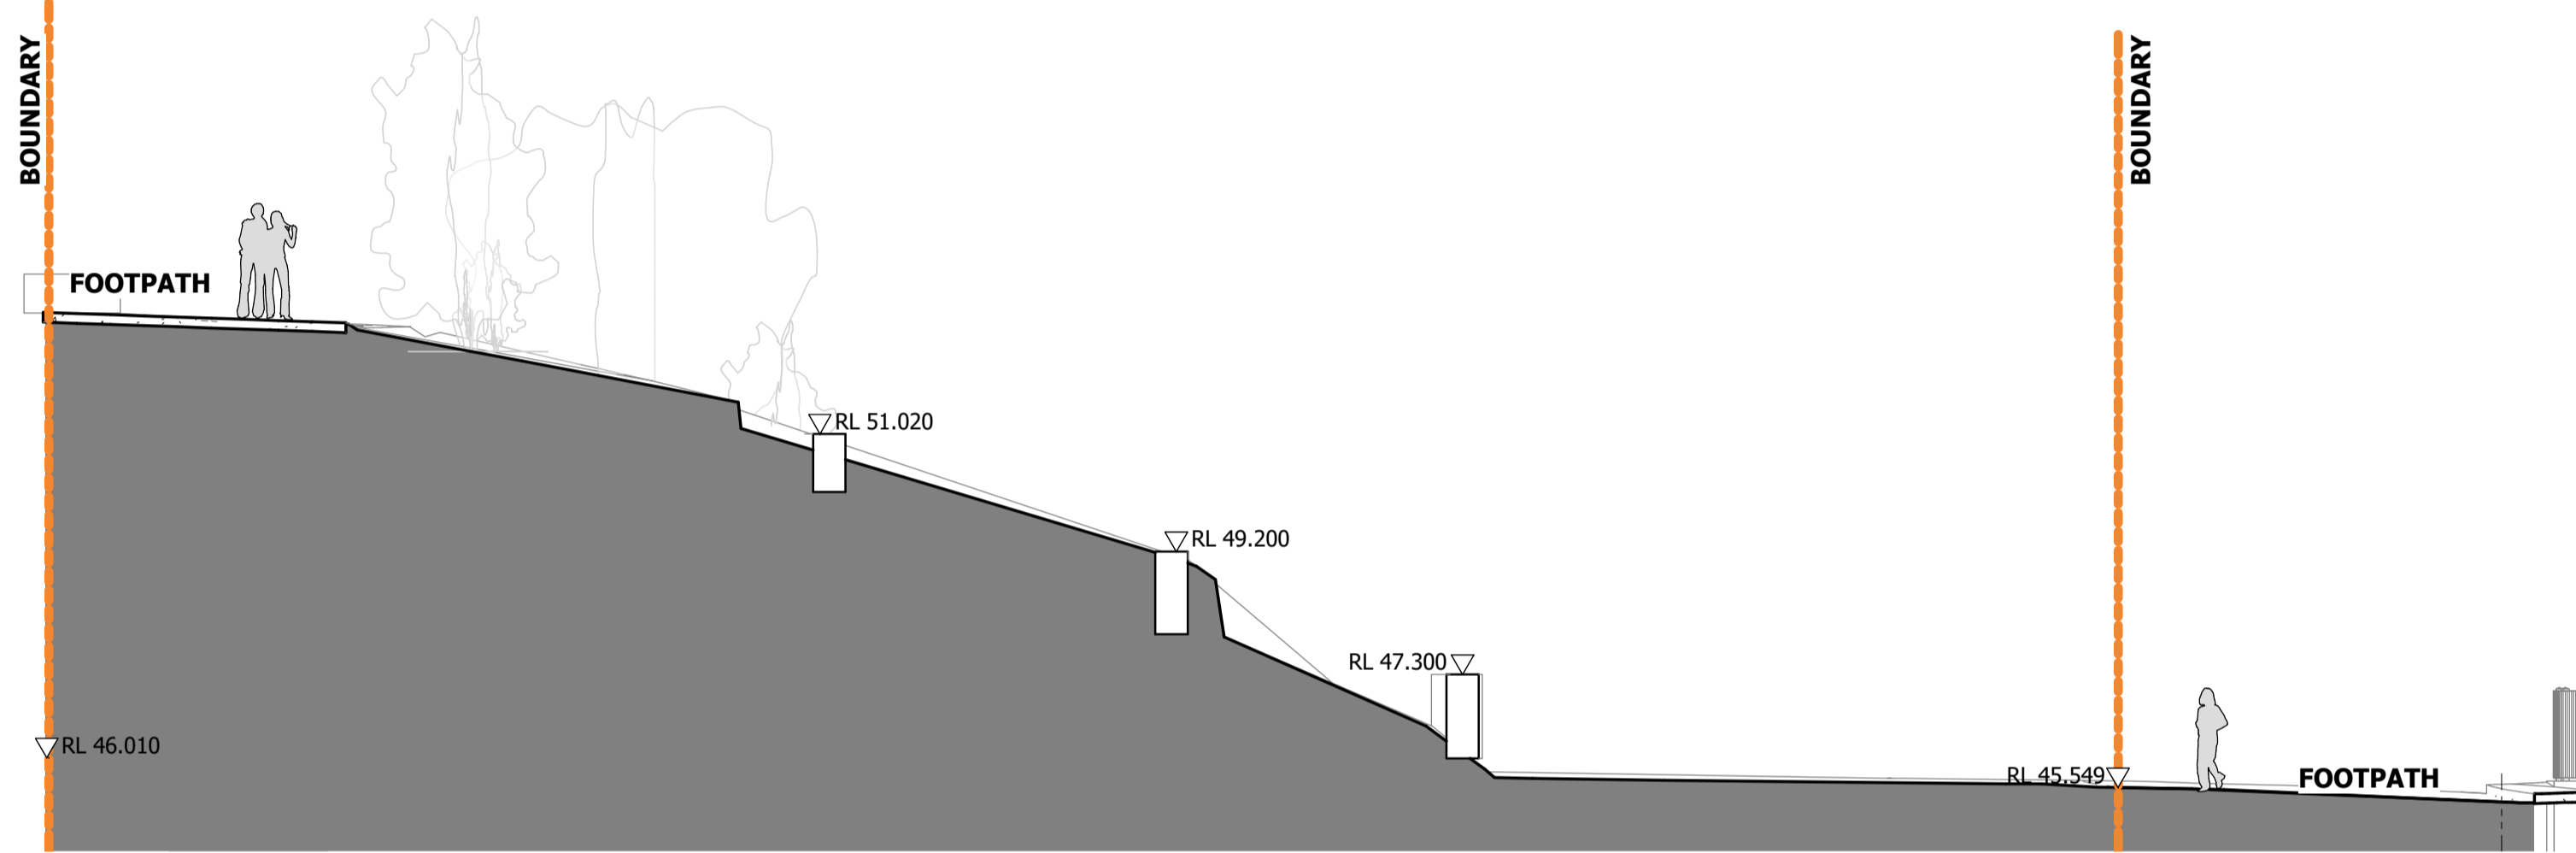 BOUNDARY
BOUNDARY
FOOTPATH
RL 51.020
RL 49.200
RL 47.300
RL 46.010
RL 45.549
FOOTPATH